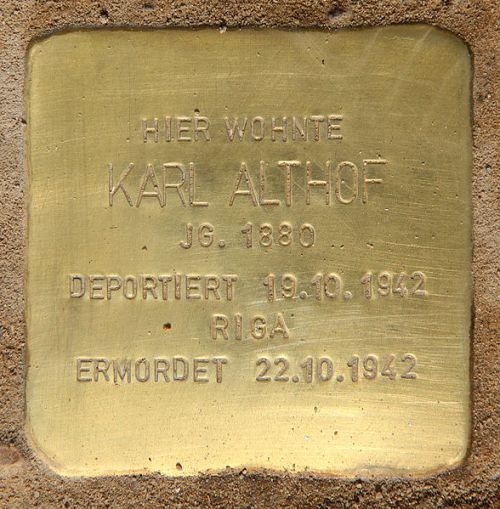 HIER WOHNTE
KARL ALTHOF
JG. 1880
DEPORTIERT 19.10.1942
RIGA
ERMORDET 22.10.1942